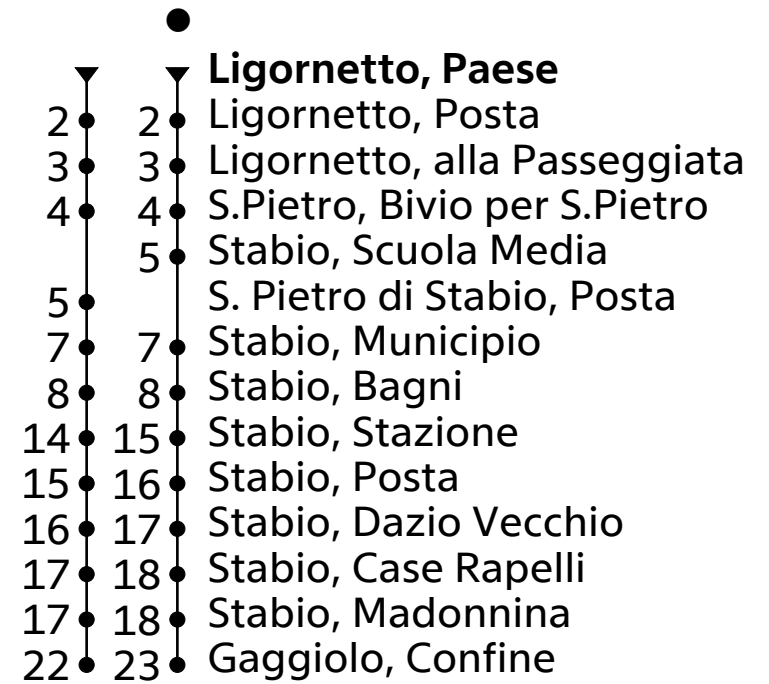 Ligornetto, Paese
2 2 Ligornetto, Posta
3 3 Ligornetto, alla Passeggiata
4 4 S.Pietro, Bivio per S.Pietro
5 Stabio, Scuola Media
5 S. Pietro di Stabio, Posta
7 7 Stabio, Municipio
8 8 Stabio, Bagni
14 15 Stabio, Stazione
15 16 Stabio, Posta
16 17 Stabio, Dazio Vecchio
17 18 Stabio, Case Rapelli
17 18 Stabio, Madonnina
22 23 Gaggiolo, Confine